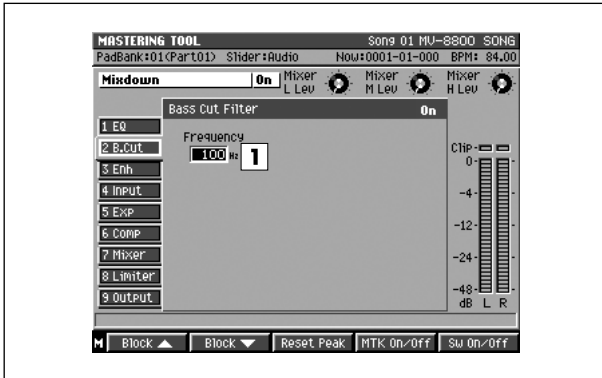 MASTERING TOOL Song 01 MV-8800 SONG
PadBank:01(Part01) Slider:Audio Now:0001-01-000 BPM: 84.00
Mixdown On Mixer L Lev Mixer M Lev Mixer H Lev
Bass Cut Filter On
1 EQ
2 B.Cut
3 Enh
4 Input
5 Exp
6 Comp
7 Mixer
8 Limiter
9 Output
Frequency
100 Hz 1
Clip
0
-4
-12
-24
-48
dB L R
M Block ▲ Block ▼ Reset Peak MTK On/Off Sw On/Off